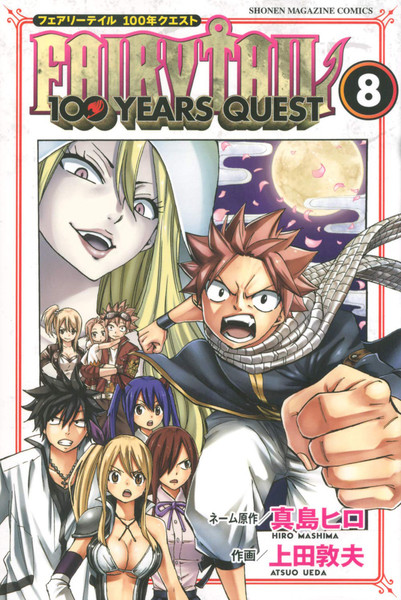 SHONEN MAGAZINE COMICS
フェアリーテイル 100年クエスト
FAIRY TAIL
100 YEARS QUEST
8
ネーム原作/真島ヒロ
HIRO MASHIMA
作画/上田敦夫
ATSUO UEDA